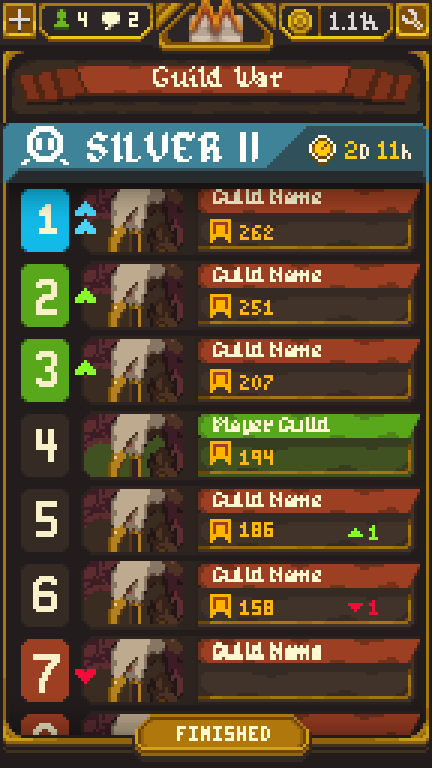 4 2 1.1k
Guild War
SILVER II 2D 11h
1 Guild Name
262
2 Guild Name
251
3 Guild Name
207
4 Player Guild
194
5 Guild Name
186 1
6 Guild Name
158 1
7 Guild Name
FINISHED